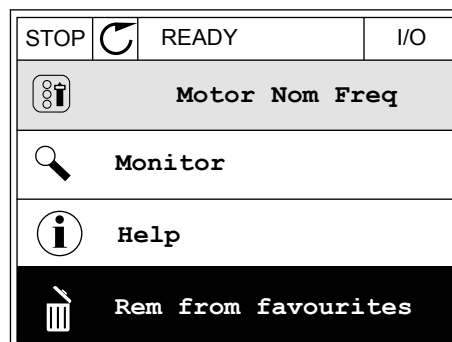 STOP READY I/O
Motor Nom Freq
Monitor
Help
Rem from favourites